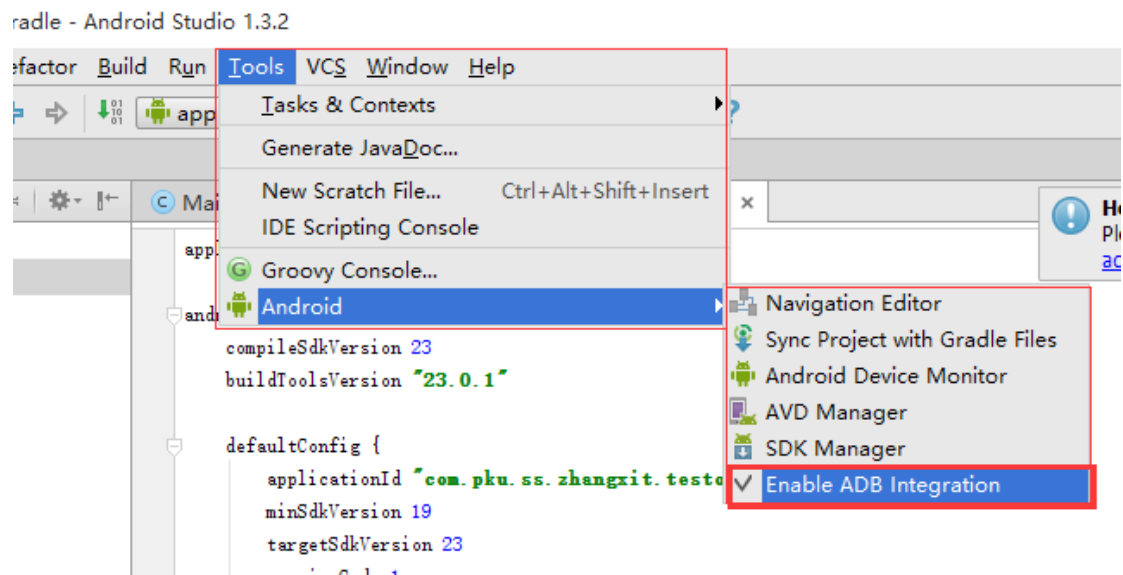 radle - Android Studio 1.3.2
efactor Build Run Tools VCS Window Help
app
Tasks & Contexts
Generate JavaDoc...
New Scratch File... Ctrl+Alt+Shift+Insert
IDE Scripting Console
Groovy Console...
Android
Mai
appl
andr
Navigation Editor
Sync Project with Gradle Files
Android Device Monitor
AVD Manager
SDK Manager
Enable ADB Integration
compileSdkVersion 23
buildToolsVersion "23.0.1"
defaultConfig {
applicationId "com.pku.ss.zhangxit.testo
minSdkVersion 19
targetSdkVersion 23